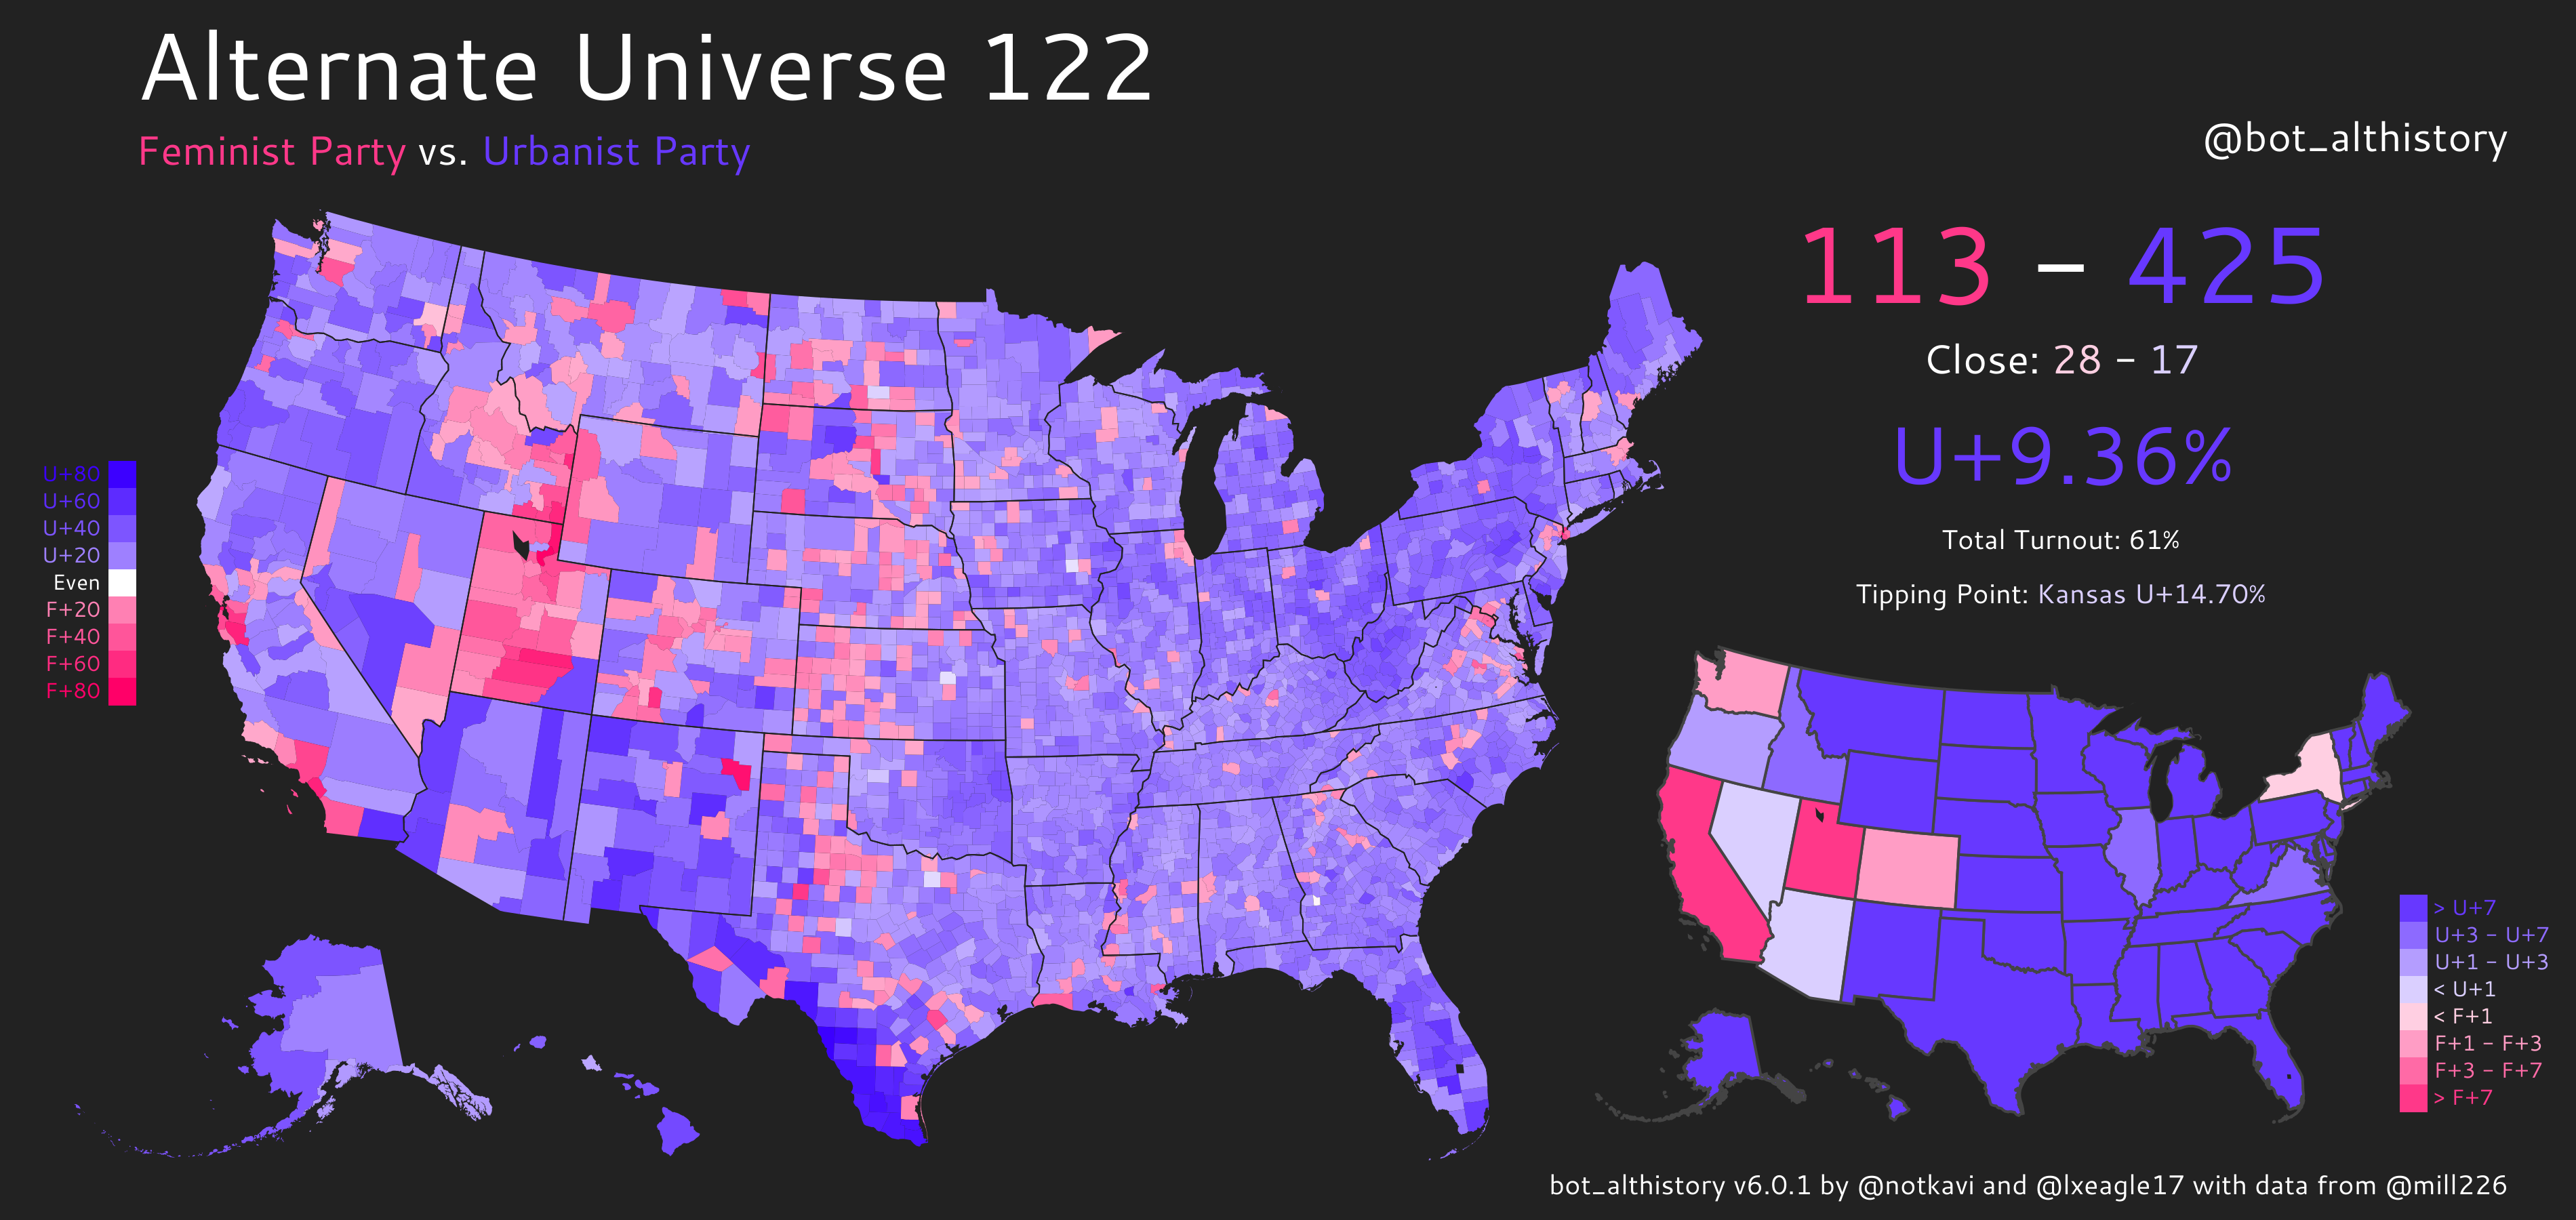 Alternate Universe 122
Feminist Party vs. Urbanist Party
@bot_althistory
113 – 425
Close: 28 – 17
U+9.36%
Total Turnout: 61%
Tipping Point: Kansas U+14.70%
U+80
U+60
U+40
U+20
Even
F+20
F+40
F+60
F+80
> U+7
U+3 – U+7
U+1 – U+3
< U+1
< F+1
F+1 – F+3
F+3 – F+7
> F+7
bot_althistory v6.0.1 by @notkavi and @lxeagle17 with data from @mill226